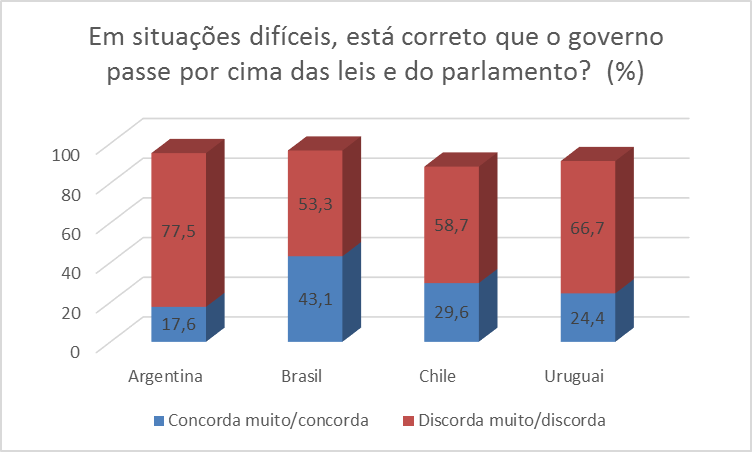 Em situações difíceis, está correto que o governo
passe por cima das leis e do parlamento? (%)
100
80
60
40
20
0
77,5
53,3
58,7
66,7
17,6
43,1
29,6
24,4
Argentina
Brasil
Chile
Uruguai
Concorda muito/concorda
Discorda muito/discorda